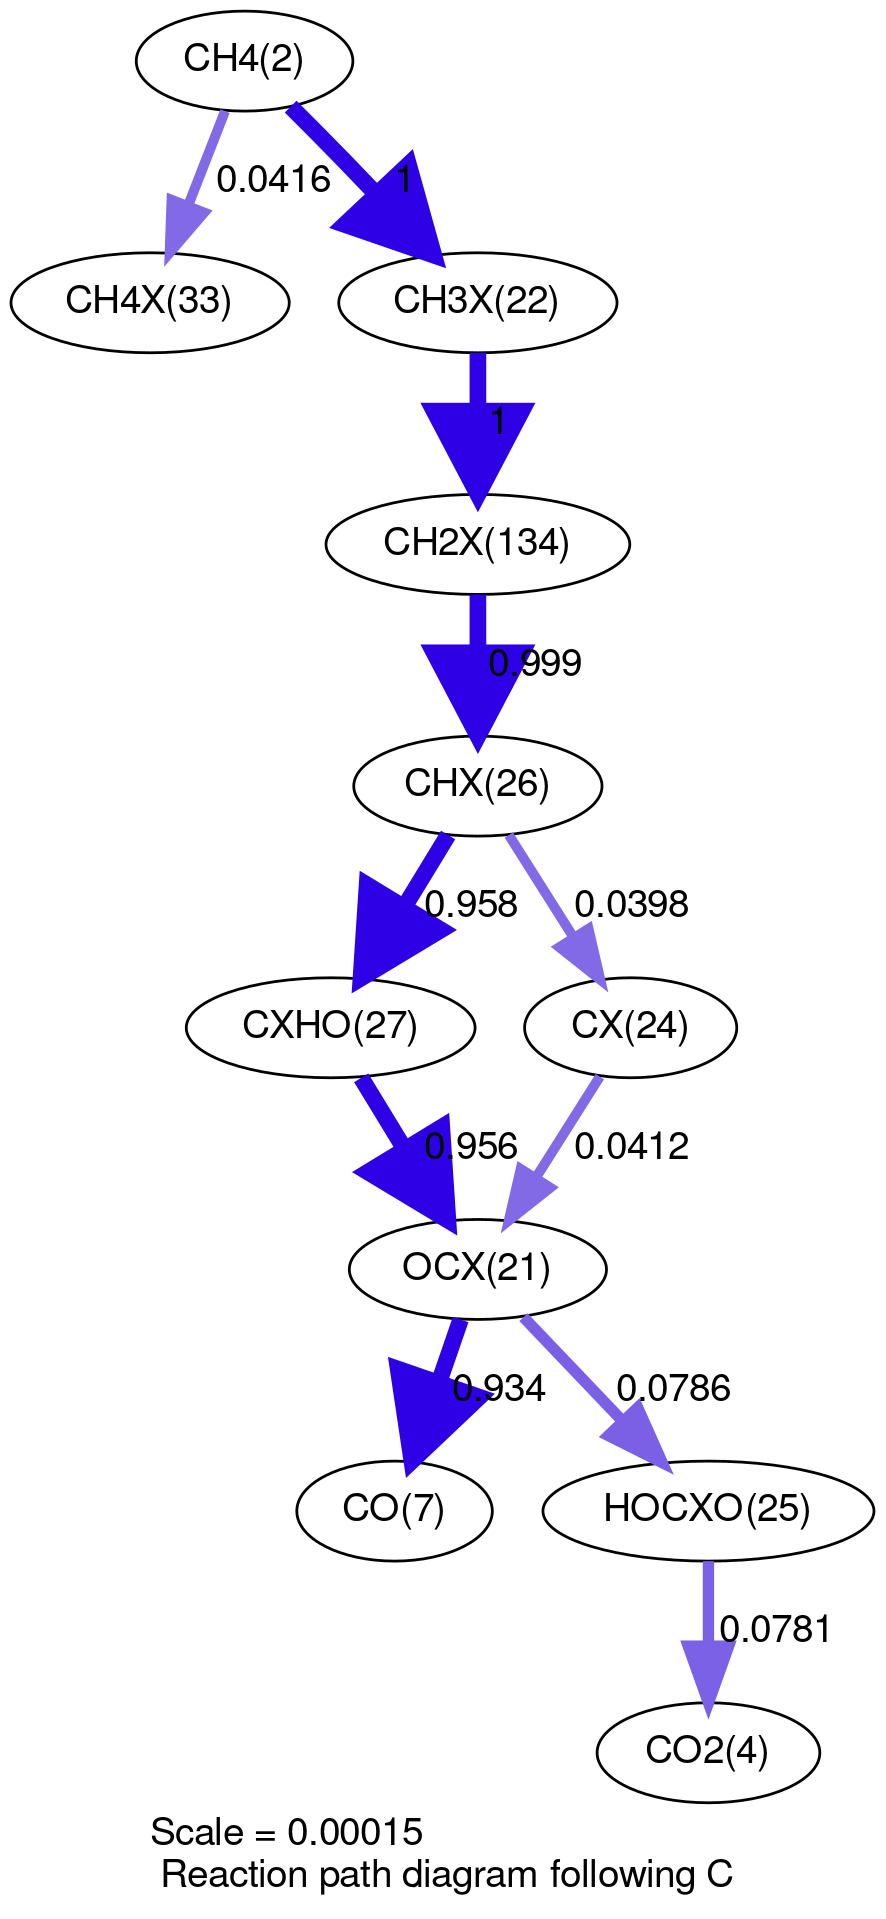 CH4(2)
0.0416
1
CH4X(33)
CH3X(22)
1
CH2X(134)
0.999
CHX(26)
0.958
0.0398
CXHO(27)
CX(24)
0.956
0.0412
OCX(21)
0.934
0.0786
CO(7)
HOCXO(25)
0.0781
CO2(4)
Scale = 0.00015
Reaction path diagram following C